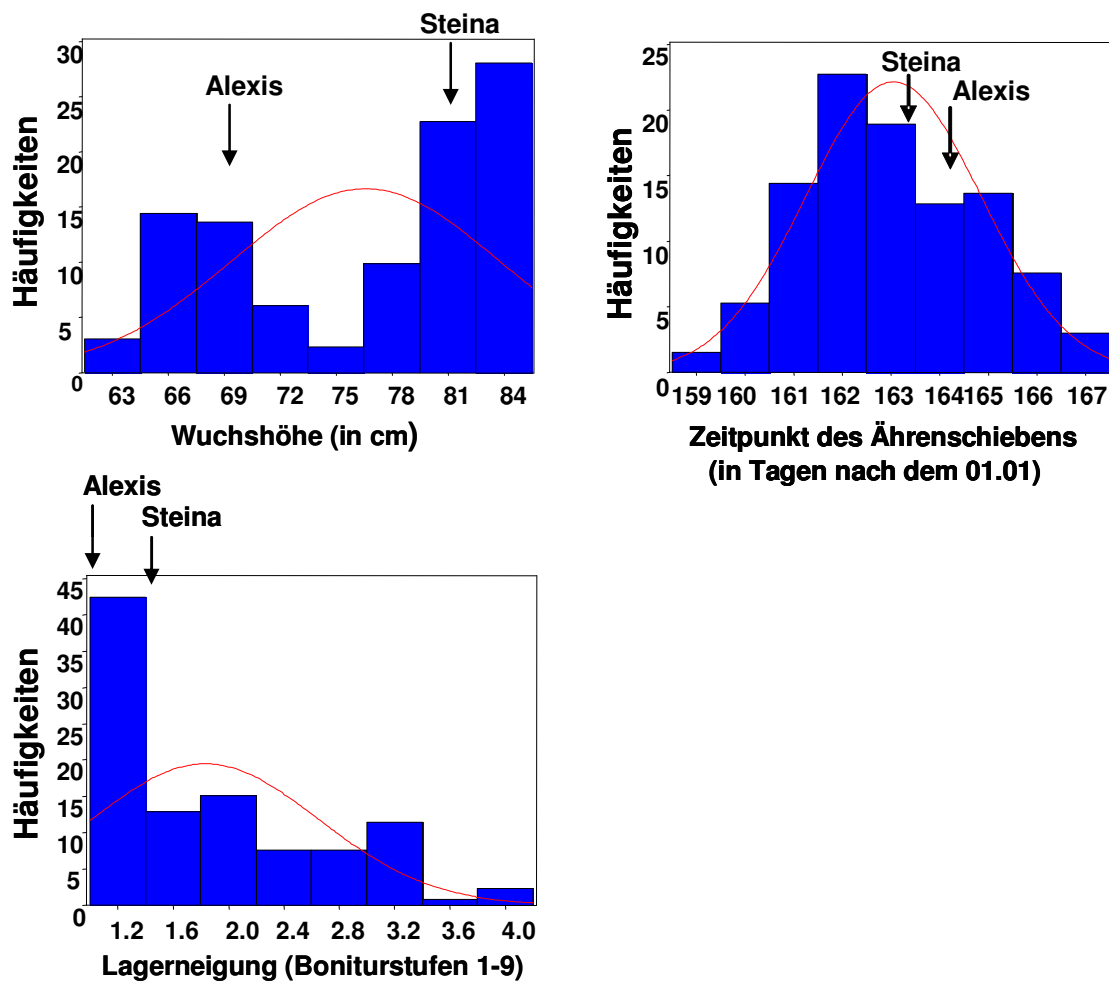 Steina
Alexis
Häufigkeiten
30
25
20
15
10
5
0
63 66 69 72 75 78 81 84
Wuchshöhe (in cm)
Steina
Alexis
Häufigkeiten
25
20
15
10
5
0
159 160 161 162 163 164 165 166 167
Zeitpunkt des Ährenschiebens
(in Tagen nach dem 01.01)
Alexis
Steina
Häufigkeiten
45
40
35
30
25
20
15
10
5
0
1.2 1.6 2.0 2.4 2.8 3.2 3.6 4.0
Lagerneigung (Boniturstufen 1-9)